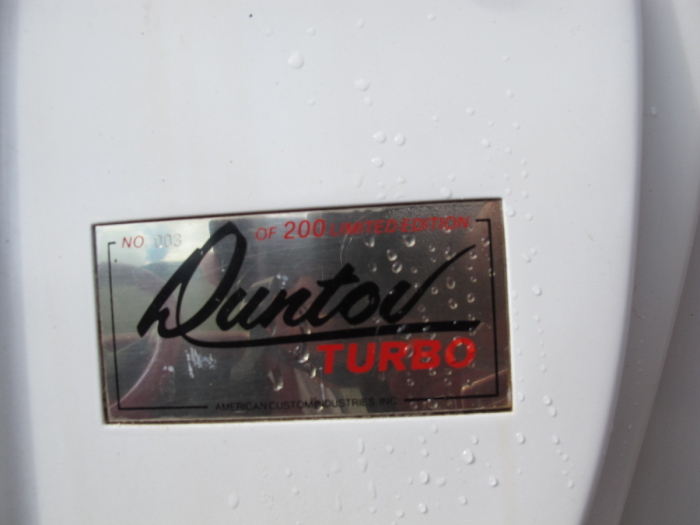 NO 003 OF 200 LIMITED EDITION
Duntov
TURBO
AMERICAN CUSTOM INDUSTRIES, INC.